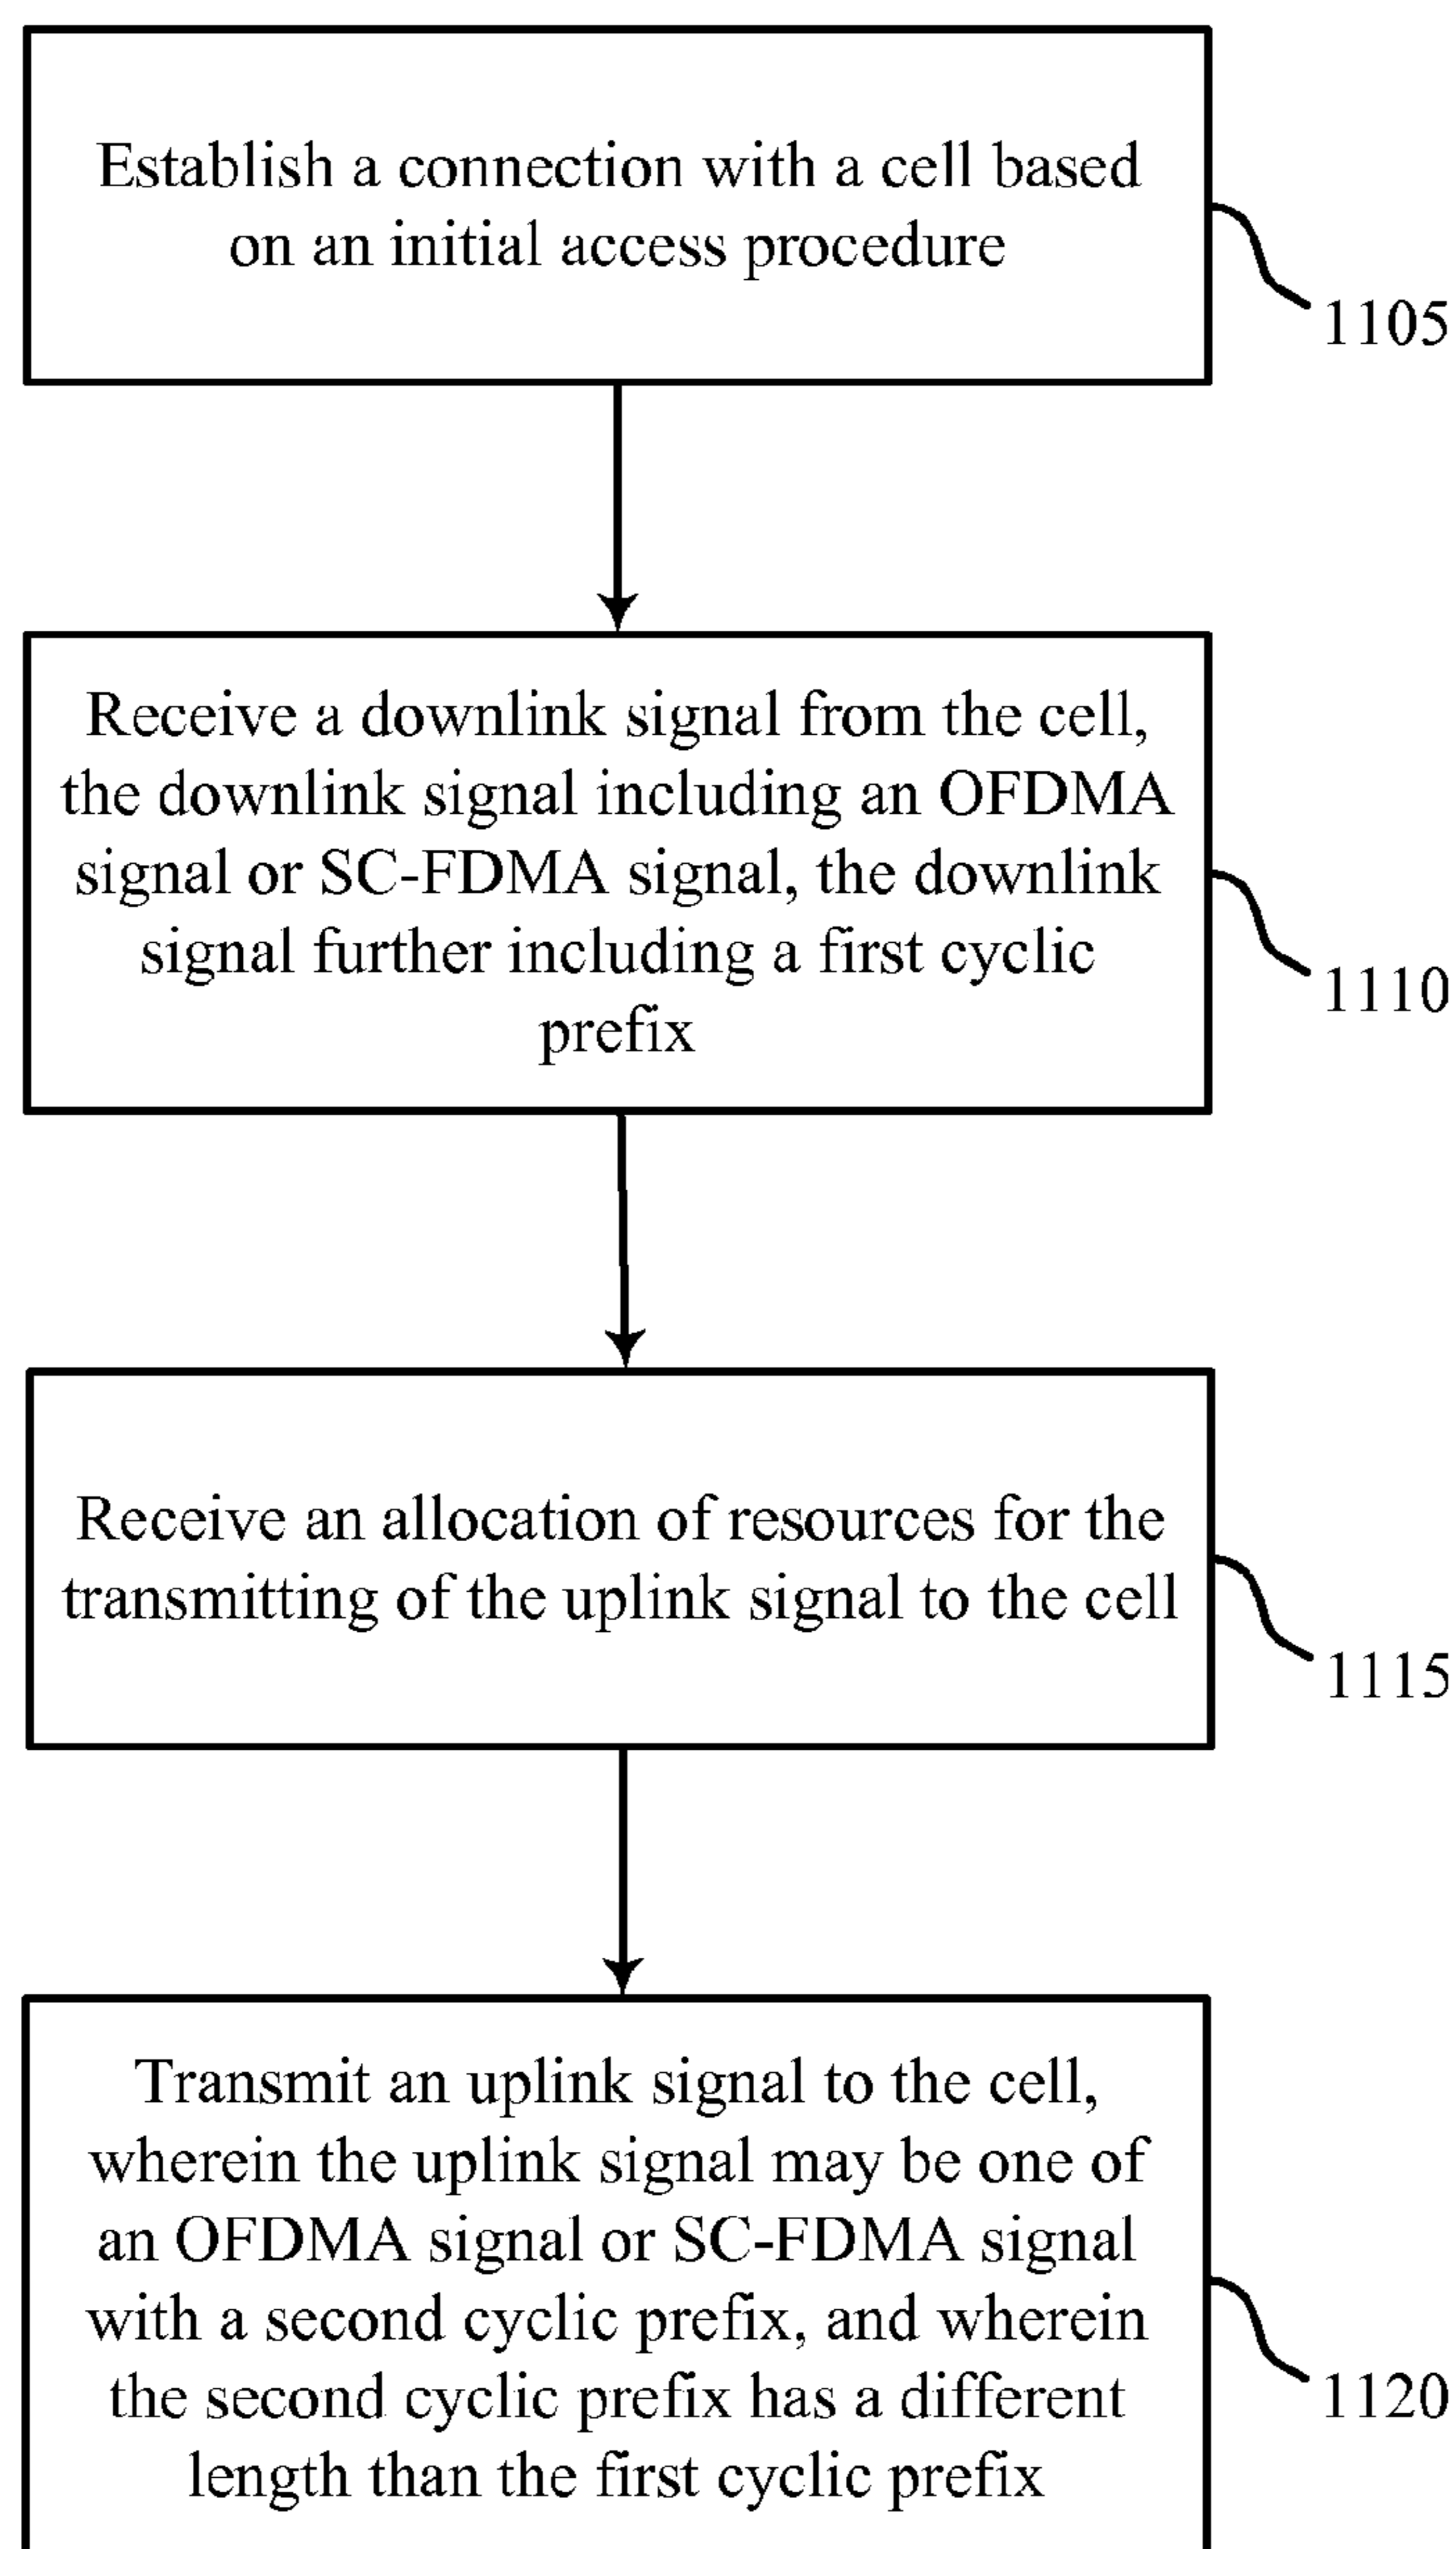 Establish a connection with a cell based
on an initial access procedure
1105
Receive a downlink signal from the cell,
the downlink signal including an OFDMA
signal or SC-FDMA signal, the downlink
signal further including a first cyclic
prefix
1110
Receive an allocation of resources for the
transmitting of the uplink signal to the cell
1115
Transmit an uplink signal to the cell,
wherein the uplink signal may be one of
an OFDMA signal or SC-FDMA signal
with a second cyclic prefix, and wherein
the second cyclic prefix has a different
length than the first cyclic prefix
1120